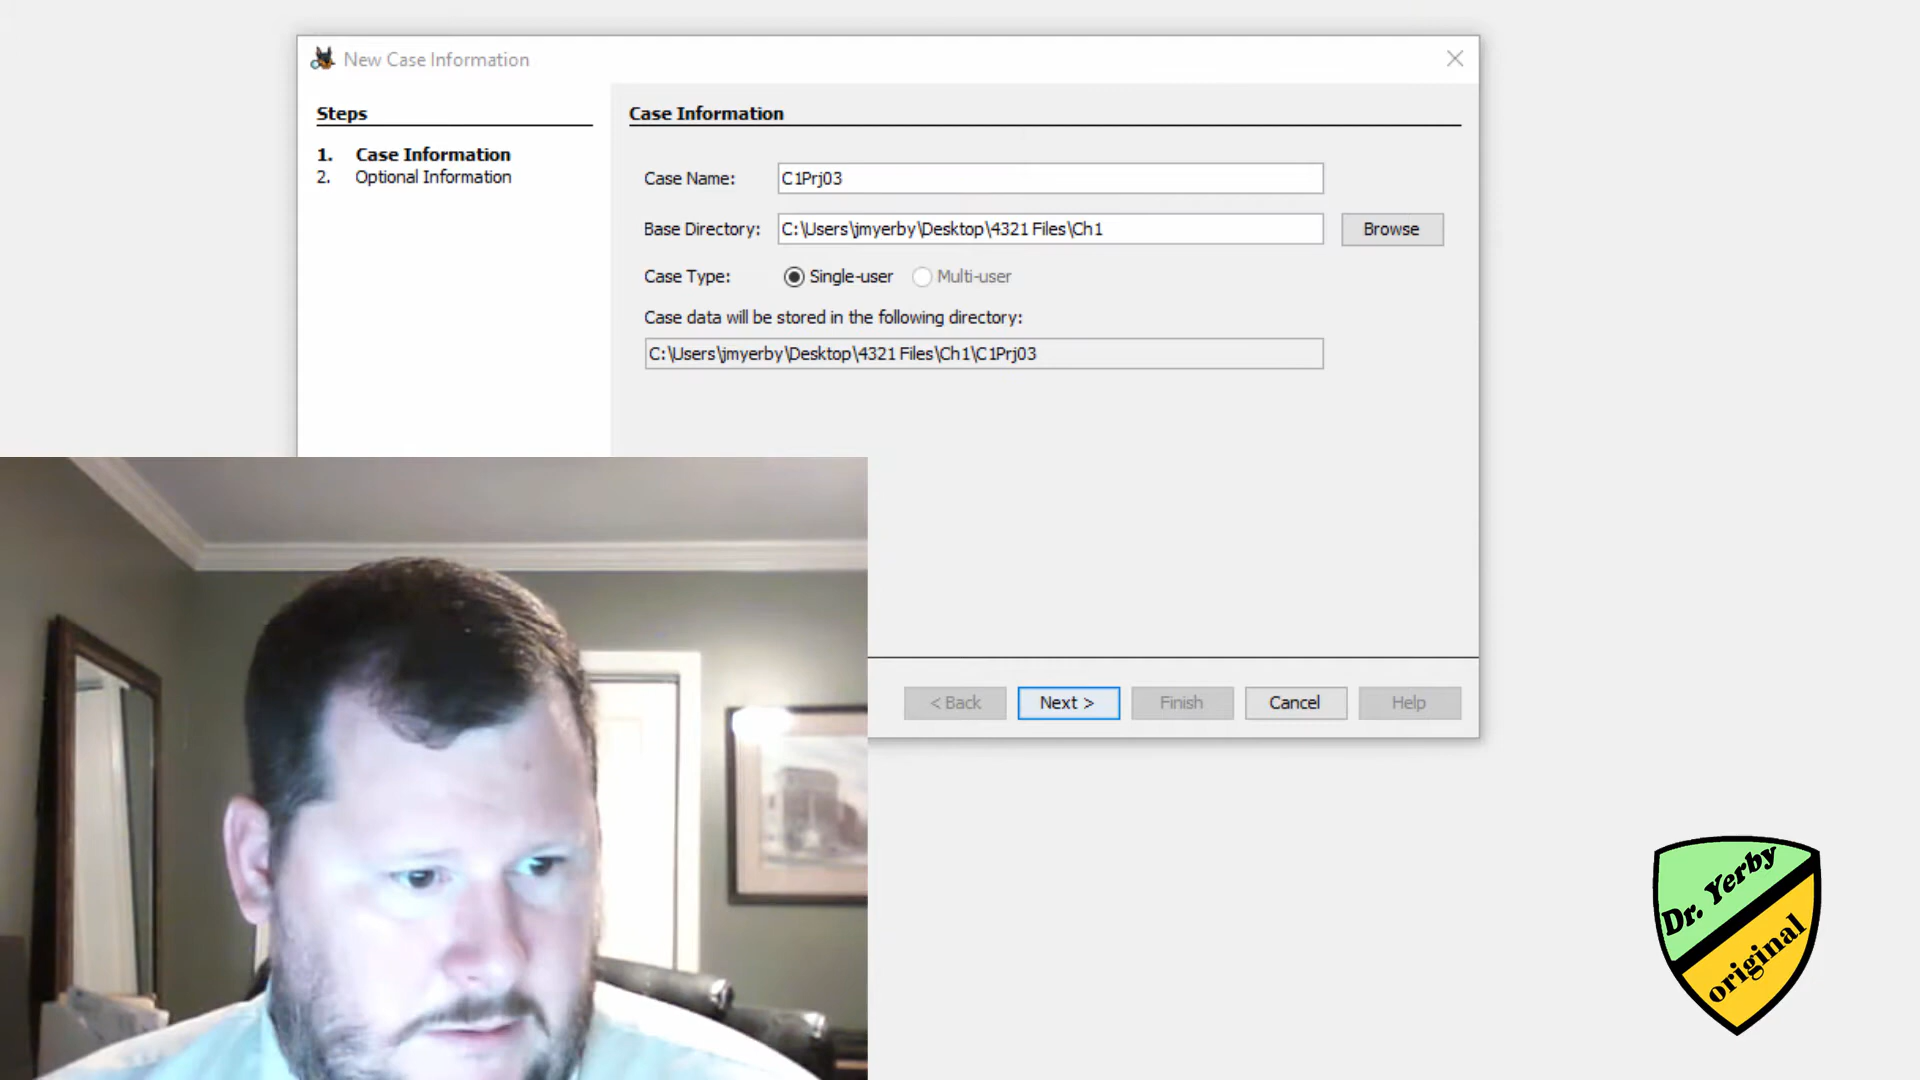 New Case Information
Steps
1. Case Information
2. Optional Information
Case Information
Case Name: C1Prj03
Base Directory: C:\Users\jmyerby\Desktop\4321 Files\Ch1 Browse
Case Type: Single-user Multi-user
Case data will be stored in the following directory:
C:\Users\jmyerby\Desktop\4321 Files\Ch1\C1Prj03
< Back Next > Finish Cancel Help
Dr. Yerby
original